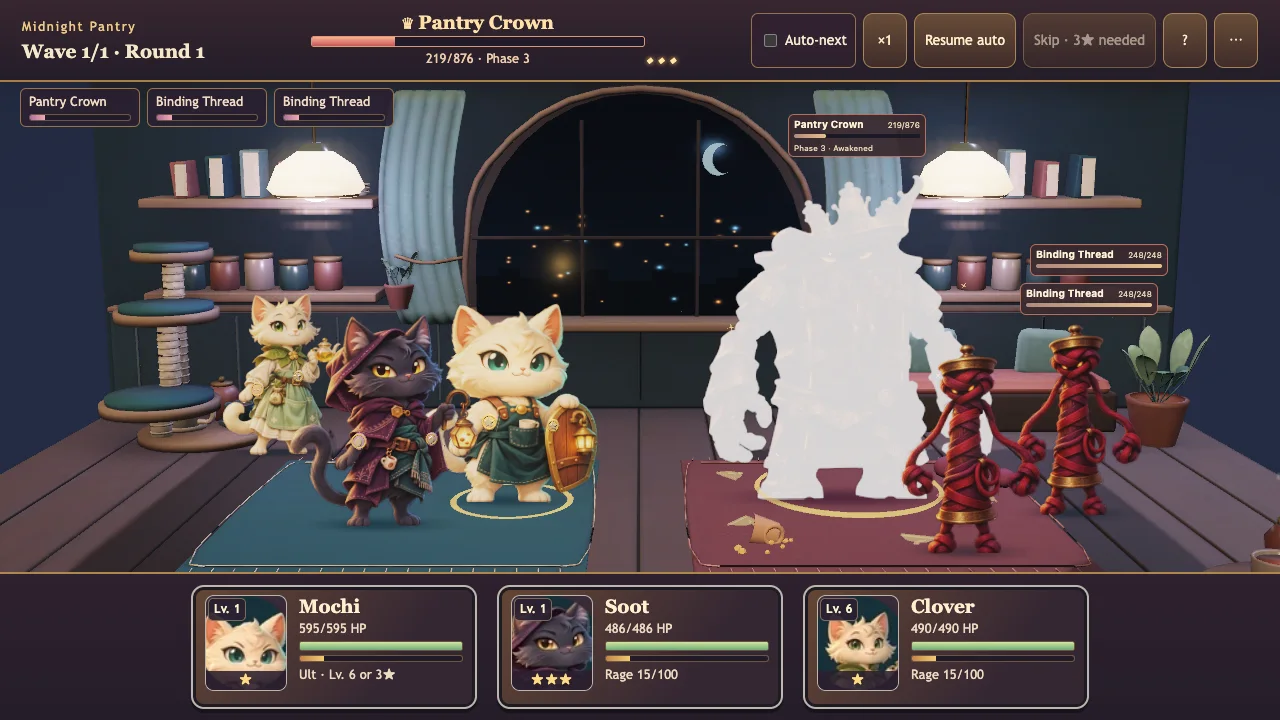 Midnight Pantry
Wave 1/1 · Round 1
♛ Pantry Crown
219/876 · Phase 3
Auto-next
×1
Resume auto
Skip · 3★ needed
?
···
Pantry Crown
Binding Thread
Binding Thread
Pantry Crown 219/876
Phase 3 · Awakened
Binding Thread 248/248
Binding Thread 248/248
Lv. 1
Mochi
595/595 HP
Ult · Lv. 6 or 3★
Lv. 1
Soot
486/486 HP
Rage 15/100
Lv. 6
Clover
490/490 HP
Rage 15/100